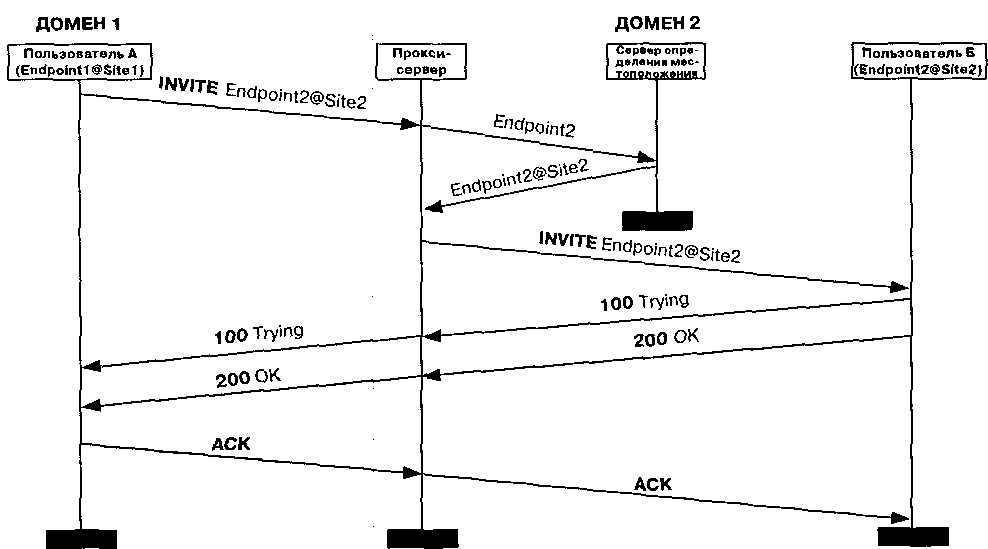 ДОМЕН 1
ДОМЕН 2
Пользователь А
(Endpoint1@Site1)
Прокси-
сервер
Сервер опре-
деления мес-
тоположения
Пользователь Б
(Endpoint2@Site2)
INVITE Endpoint2@Site2
Endpoint2
Endpoint2@Site2
INVITE Endpoint2@Site2
100 Trying
100 Trying
200 OK
200 OK
ACK
ACK